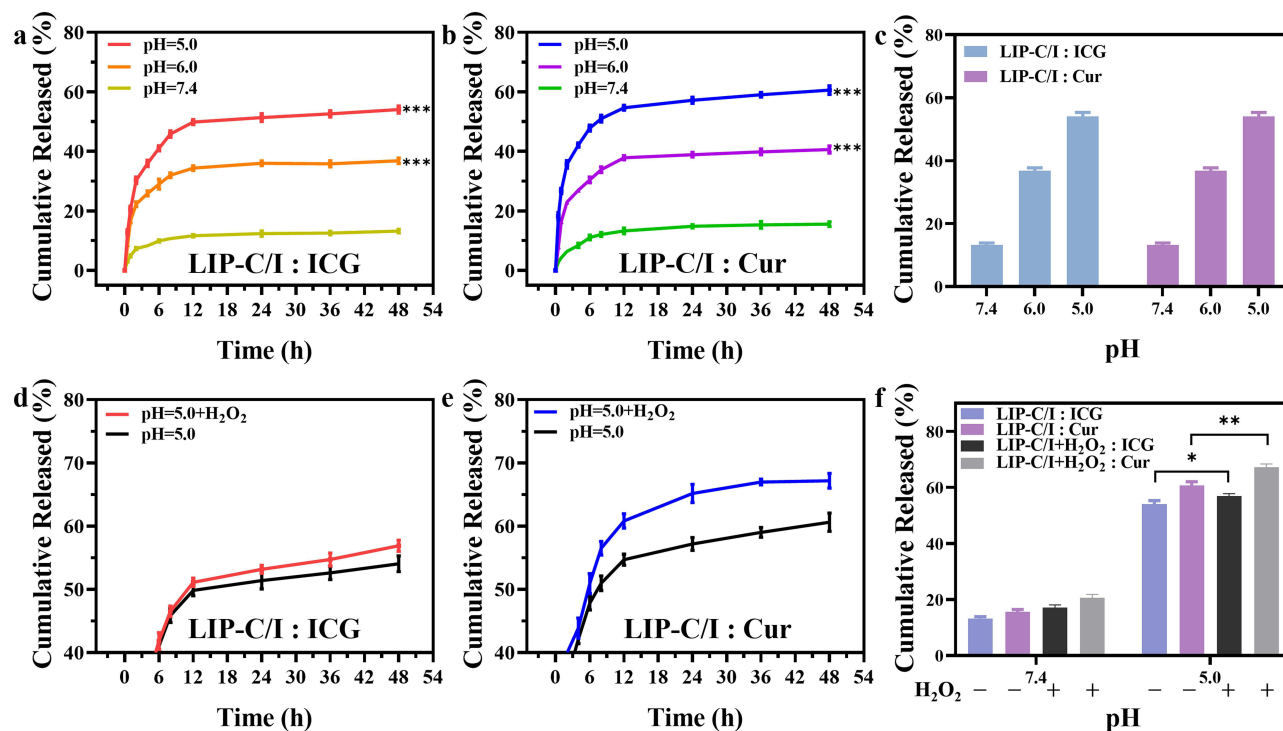 a
Cumulative Released (%)
80
60
40
20
0
pH=5.0
pH=6.0
pH=7.4
***
***
LIP-C/I : ICG
0 6 12 18 24 30 36 42 48 54
Time (h)
b
Cumulative Released (%)
80
60
40
20
0
pH=5.0
pH=6.0
pH=7.4
***
***
LIP-C/I : Cur
0 6 12 18 24 30 36 42 48 54
Time (h)
c
Cumulative Released (%)
80
60
40
20
0
LIP-C/I : ICG
LIP-C/I : Cur
7.4 6.0 5.0 7.4 6.0 5.0
pH
d
Cumulative Released (%)
80
70
60
50
40
pH=5.0+H₂O₂
pH=5.0
LIP-C/I : ICG
0 6 12 18 24 30 36 42 48 54
Time (h)
e
Cumulative Released (%)
80
70
60
50
40
pH=5.0+H₂O₂
pH=5.0
LIP-C/I : Cur
0 6 12 18 24 30 36 42 48 54
Time (h)
f
Cumulative Released (%)
80
60
40
20
0
LIP-C/I : ICG
LIP-C/I : Cur
LIP-C/I+H₂O₂ : ICG
LIP-C/I+H₂O₂ : Cur
**
*
7.4 5.0
H₂O₂ − − + + − − + +
pH